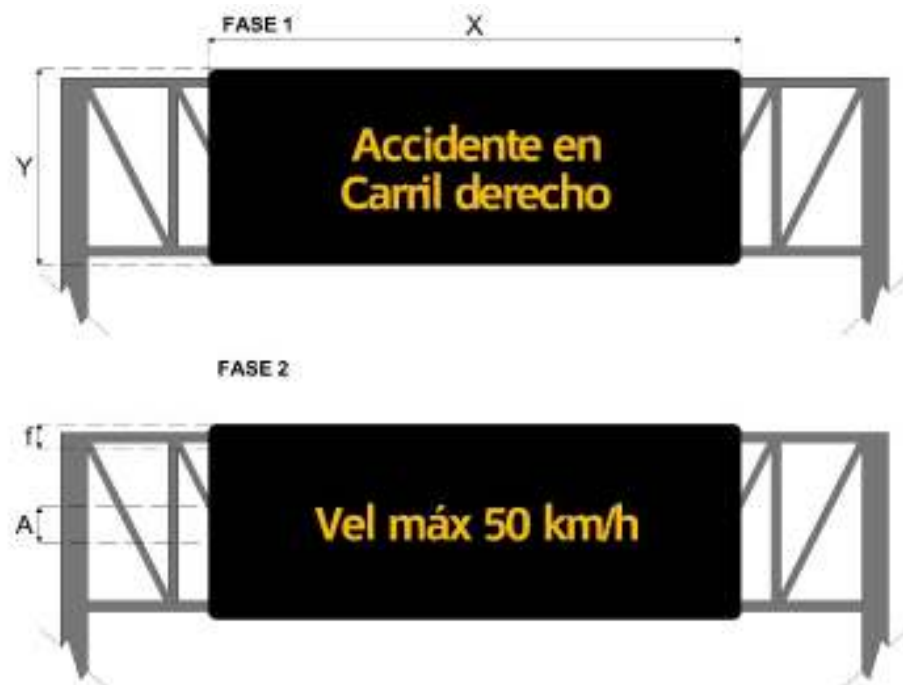 FASE 1
X
Y
Accidente en
Carril derecho
FASE 2
f
A
Vel máx 50 km/h